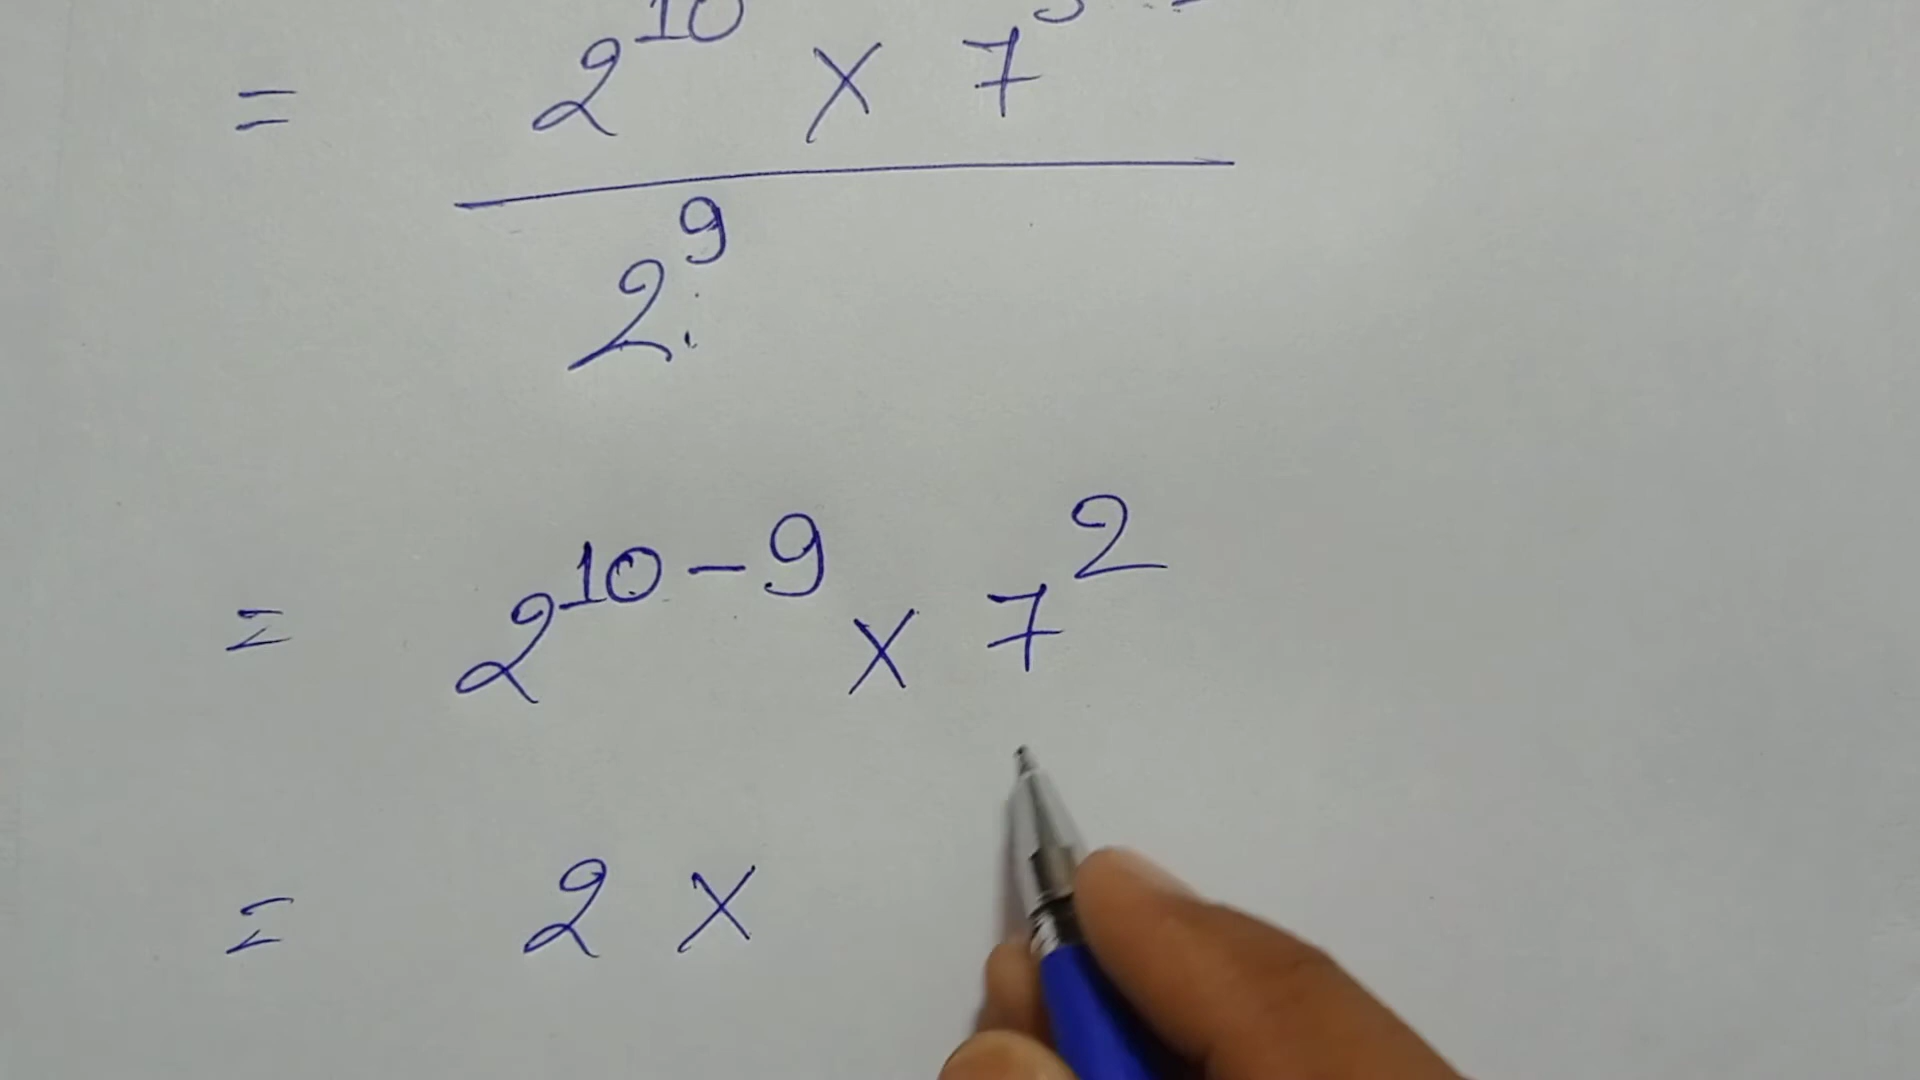 = 2^10 × 7
2^9
= 2^10-9 × 7^2
= 2 ×